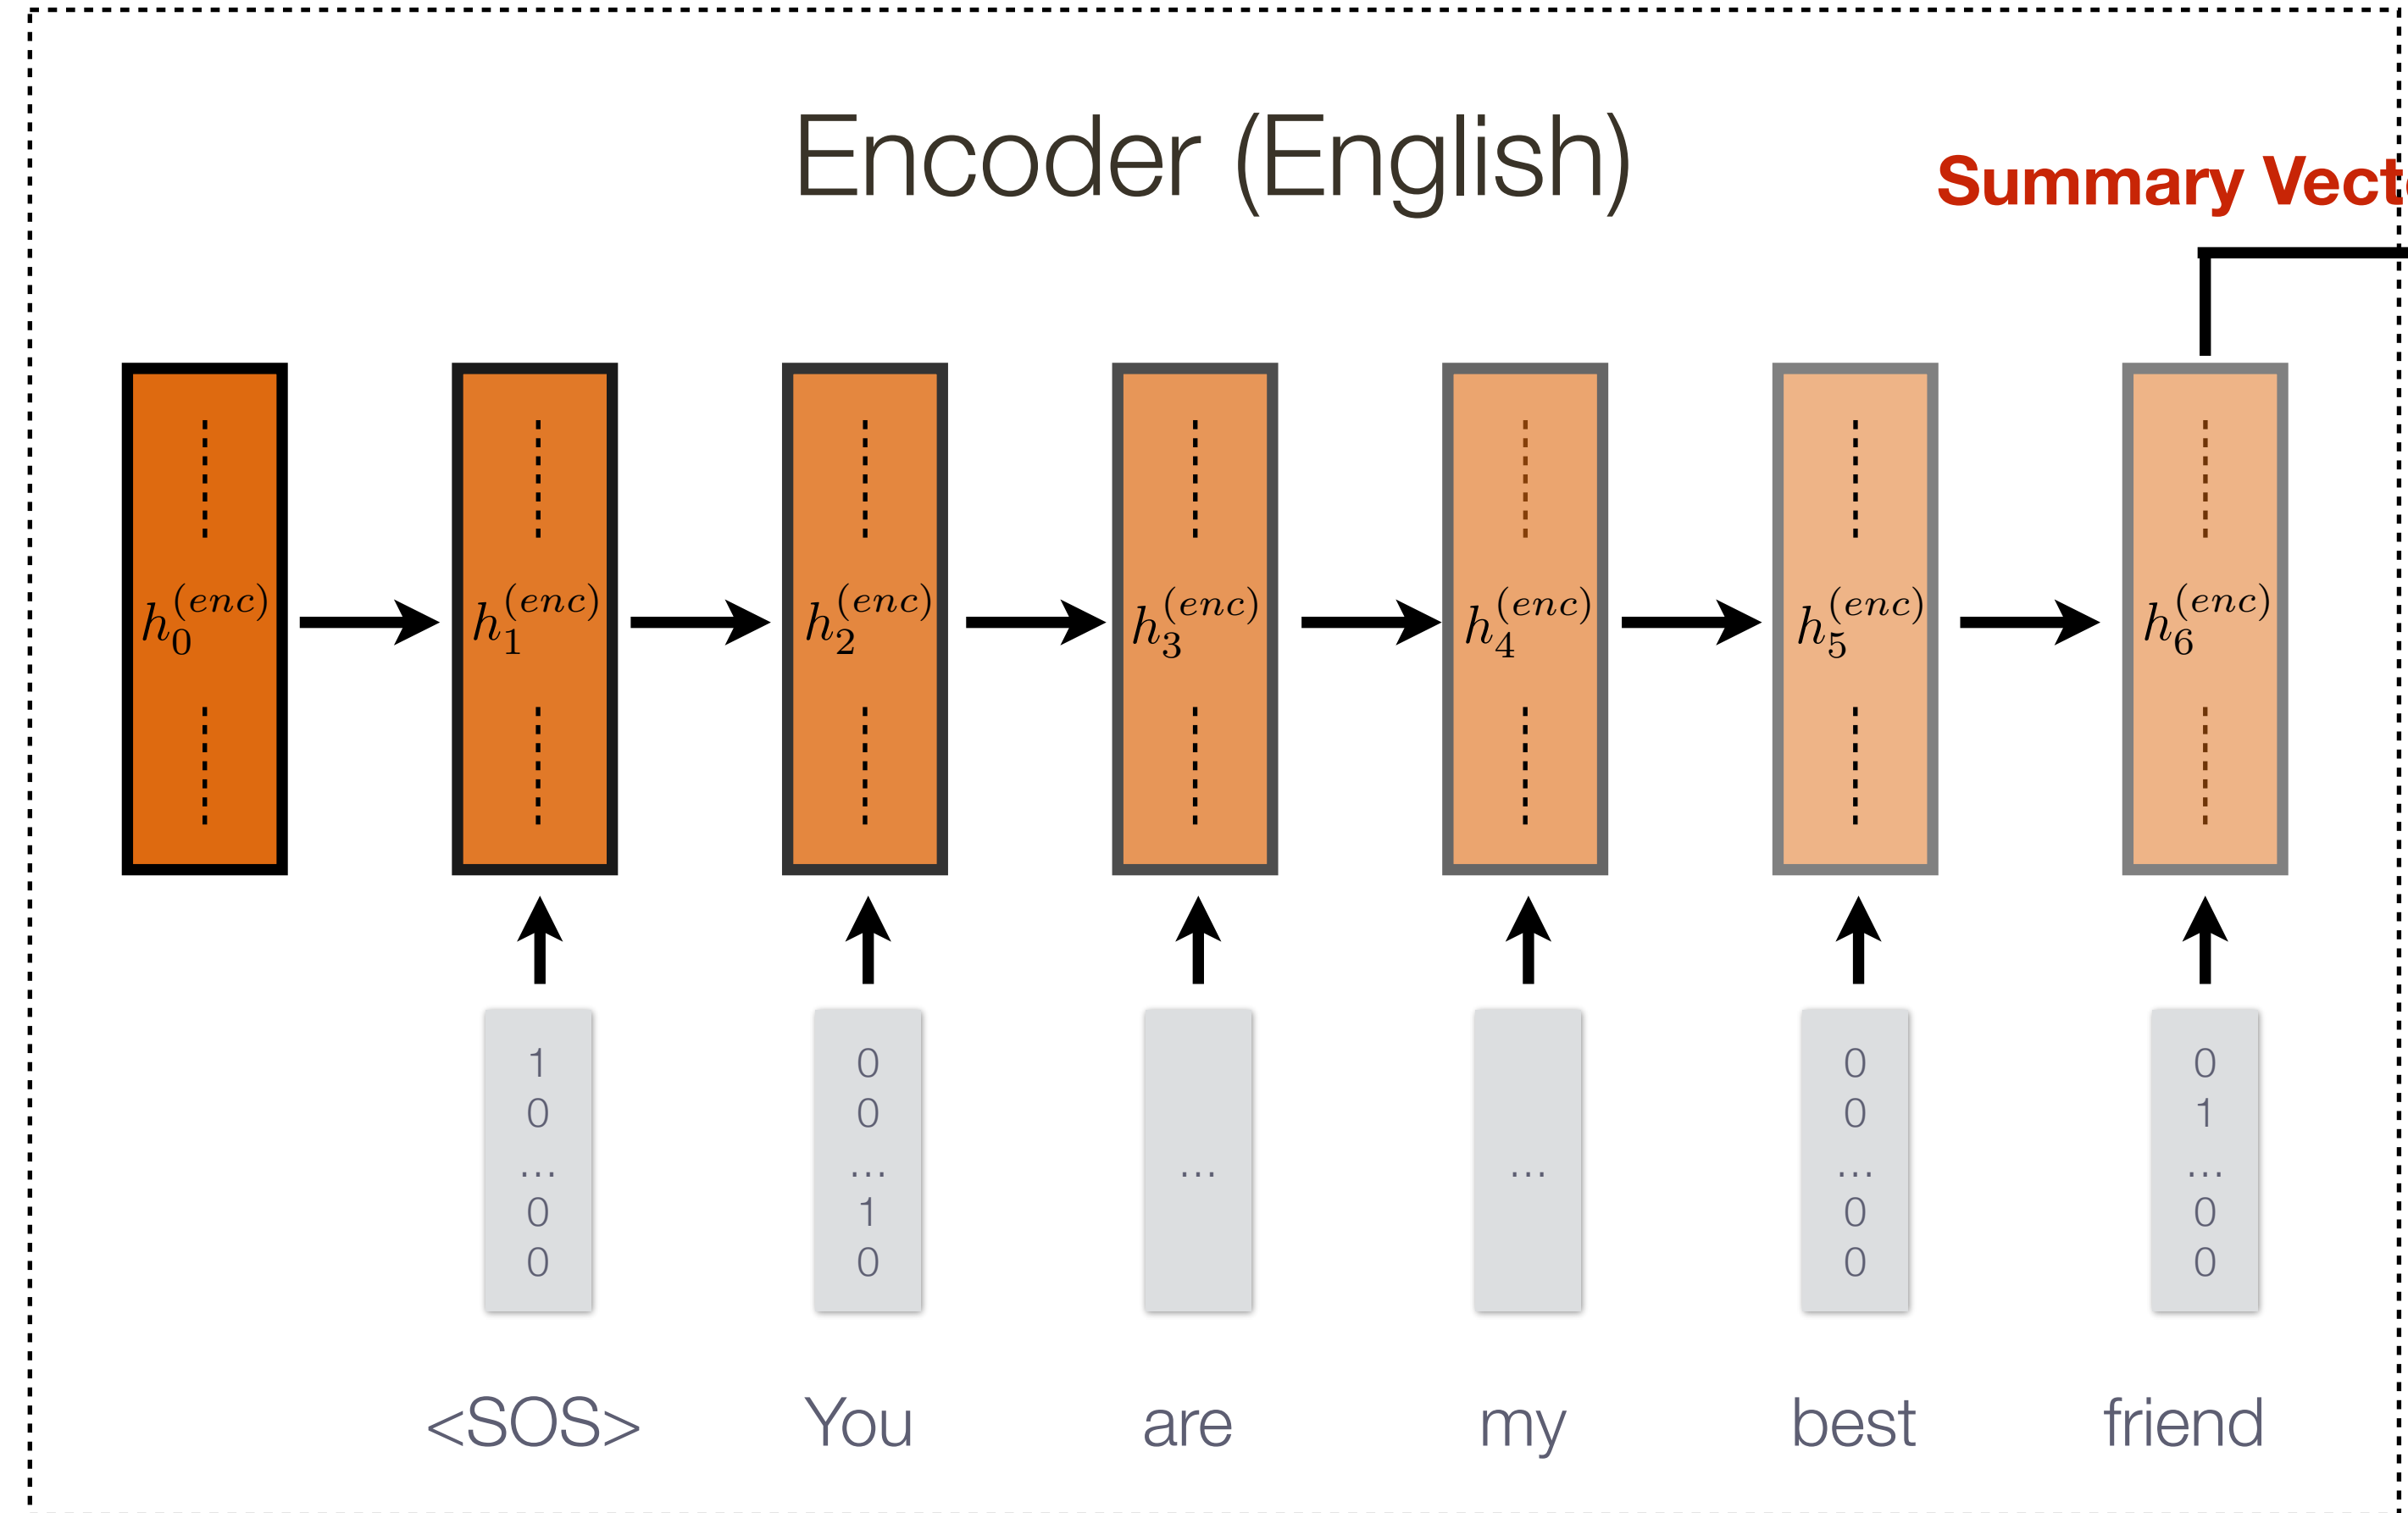 Encoder (English)
Summary Vect
h_0^{(enc)} h_1^{(enc)} h_2^{(enc)} h_3^{(enc)} h_4^{(enc)} h_5^{(enc)} h_6^{(enc)}
1 0 0 0
0 0 0 1
... ... ... ... ... ...
0 1 0 0
0 0 0 0
<SOS> You are my best friend